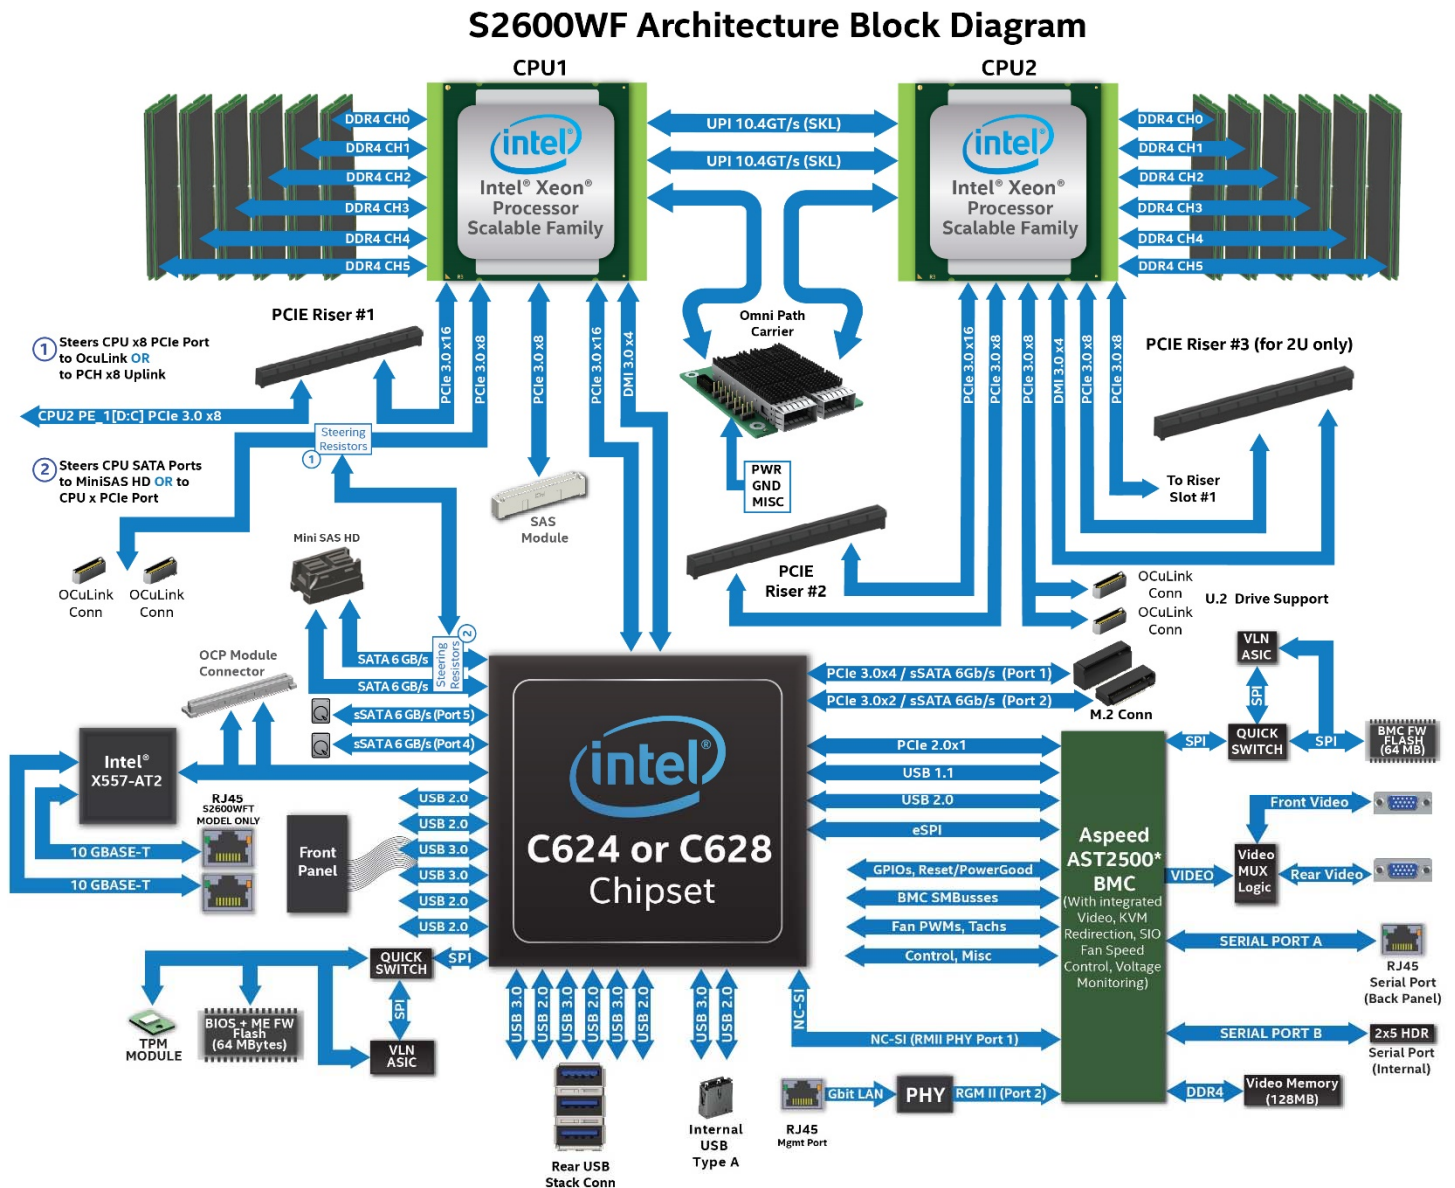 S2600WF Architecture Block Diagram
CPU1
CPU2
DDR4 CH0
DDR4 CH1
DDR4 CH2
DDR4 CH3
DDR4 CH4
DDR4 CH5
intel®
Intel® Xeon®
Processor
Scalable Family
UPI 10.4GT/s (SKL)
UPI 10.4GT/s (SKL)
intel®
Intel® Xeon®
Processor
Scalable Family
DDR4 CH0
DDR4 CH1
DDR4 CH2
DDR4 CH3
DDR4 CH4
DDR4 CH5
PCIE Riser #1
1 Steers CPU x8 PCIe Port
to OcuLink OR
to PCH x8 Uplink
CPU2 PE_1[D:C] PCIe 3.0 x8
Steering
Resistors
1
2 Steers CPU SATA Ports
to MiniSAS HD OR to
CPU x PCIe Port
PCIe 3.0 x16
PCIe 3.0 x8
PCIe 3.0 x8
PCIe 3.0 x16
DMI 3.0 x4
Omni Path
Carrier
PWR
GND
MISC
PCIe 3.0 x16
PCIe 3.0 x8
PCIe 3.0 x8
DMI 3.0 x4
PCIe 3.0 x8
PCIe 3.0 x8
PCIE Riser #3 (for 2U only)
To Riser
Slot #1
SAS
Module
Mini SAS HD
OCuLink
Conn
OCuLink
Conn
PCIE
Riser #2
OCuLink
Conn
OCuLink
Conn
U.2 Drive Support
OCP Module
Connector
SATA 6 GB/s
SATA 6 GB/s
Steering
Resistors
2
sSATA 6 GB/s (Port 5)
sSATA 6 GB/s (Port 4)
Intel®
X557-AT2
RJ45
S2600WFT
MODEL ONLY
10 GBASE-T
10 GBASE-T
Front
Panel
USB 2.0
USB 2.0
USB 3.0
USB 3.0
USB 2.0
USB 2.0
SPI
QUICK
SWITCH
SPI
VLN
ASIC
TPM
MODULE
BIOS + ME FW
Flash
(64 MBytes)
intel®
C624 or C628
Chipset
USB 3.0
USB 2.0
USB 3.0
USB 2.0
USB 3.0
USB 2.0
USB 3.0
USB 2.0
Rear USB
Stack Conn
Internal
USB
Type A
PCIe 3.0x4 / sSATA 6Gb/s (Port 1)
PCIe 3.0x2 / sSATA 6Gb/s (Port 2)
M.2 Conn
PCIe 2.0x1
USB 1.1
USB 2.0
eSPI
GPIOs, Reset/PowerGood
BMC SMBusses
Fan PWMs, Tachs
Control, Misc
NC-SI
NC-SI (RMII PHY Port 1)
RJ45
Mgmt Port
Gbit LAN
PHY
RGM II (Port 2)
Aspeed
AST2500*
BMC
(With integrated
Video, KVM
Redirection, SIO
Fan Speed
Control, Voltage
Monitoring)
VLN
ASIC
SPI
SPI
QUICK
SWITCH
SPI
BMC FW
FLASH
(64 MB)
Front Video
VIDEO
Video
MUX
Logic
Rear Video
SERIAL PORT A
RJ45
Serial Port
(Back Panel)
SERIAL PORT B
2x5 HDR
Serial Port
(Internal)
DDR4
Video Memory
(128MB)